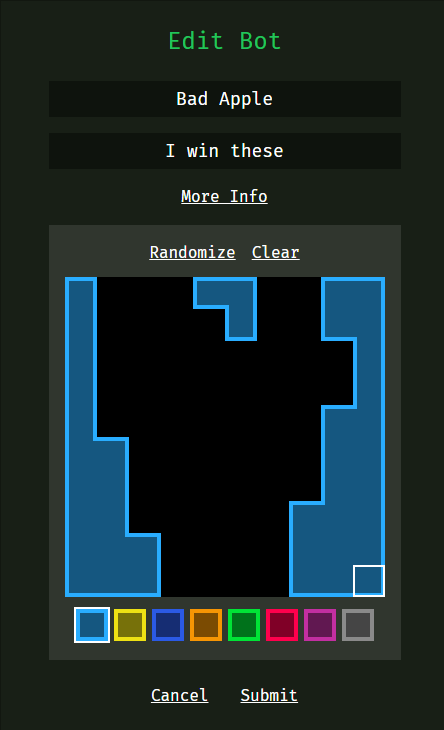 Edit Bot
Bad Apple
I win these
More Info
Randomize Clear
Cancel Submit